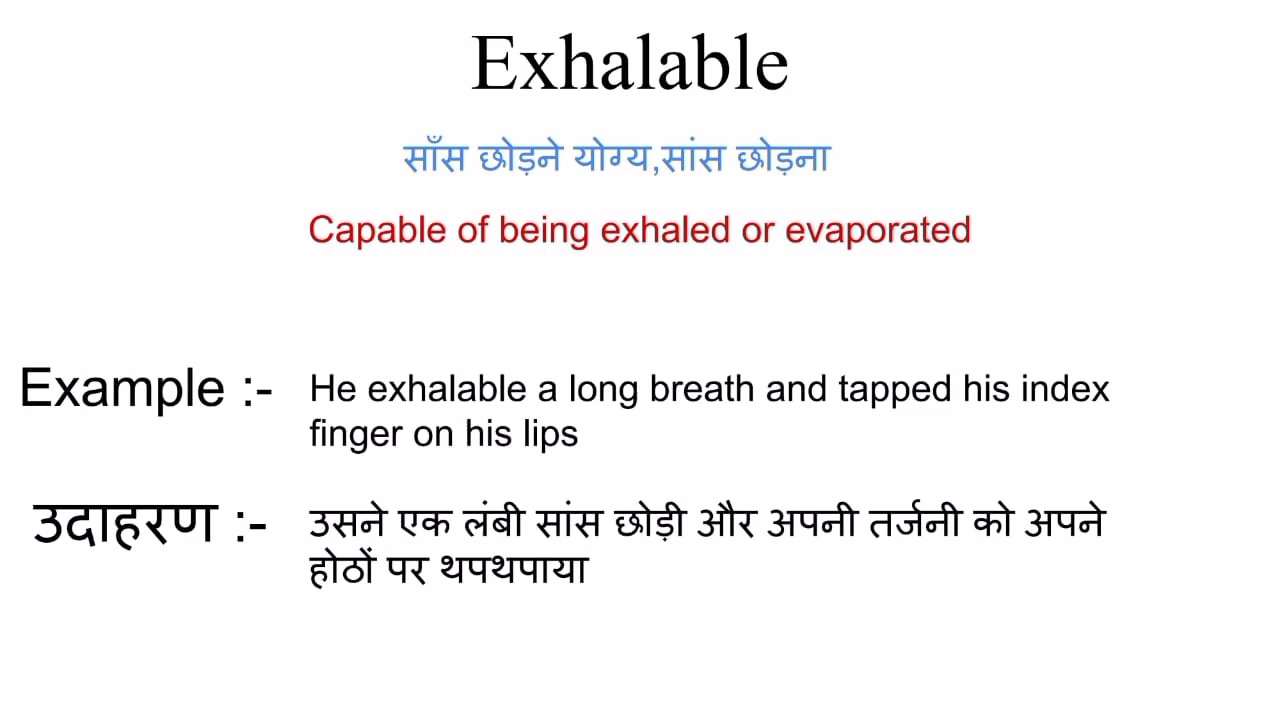 Exhalable
साँस छोड़ने योग्य,सांस छोड़ना
Capable of being exhaled or evaporated
Example :- He exhalable a long breath and tapped his index
finger on his lips
उदाहरण :- उसने एक लंबी सांस छोड़ी और अपनी तर्जनी को अपने
होठों पर थपथपाया